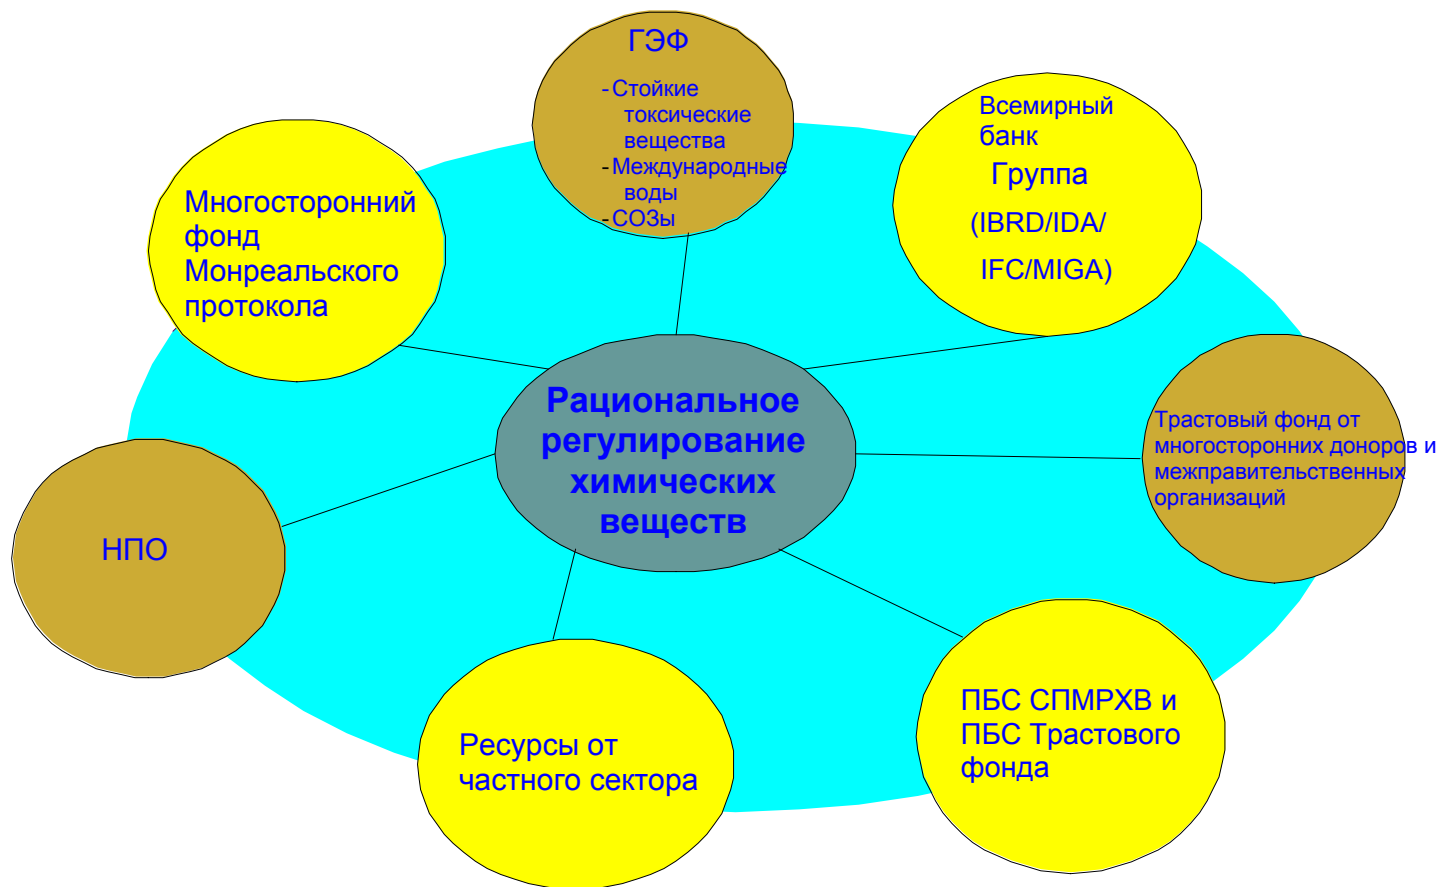 ГЭФ
- Стойкие
токсические
вещества
- Международные
воды
- СОЗы
Всемирный
банк
Группа
(IBRD/IDA/
IFC/MIGA)
Многосторонний
фонд
Монреальского
протокола
Рациональное
регулирование
химических
веществ
Трастовый фонд от
многосторонних доноров и
межправительственных
организаций
НПО
ПБС СПМРХВ и
ПБС Трастового
фонда
Ресурсы от
частного сектора